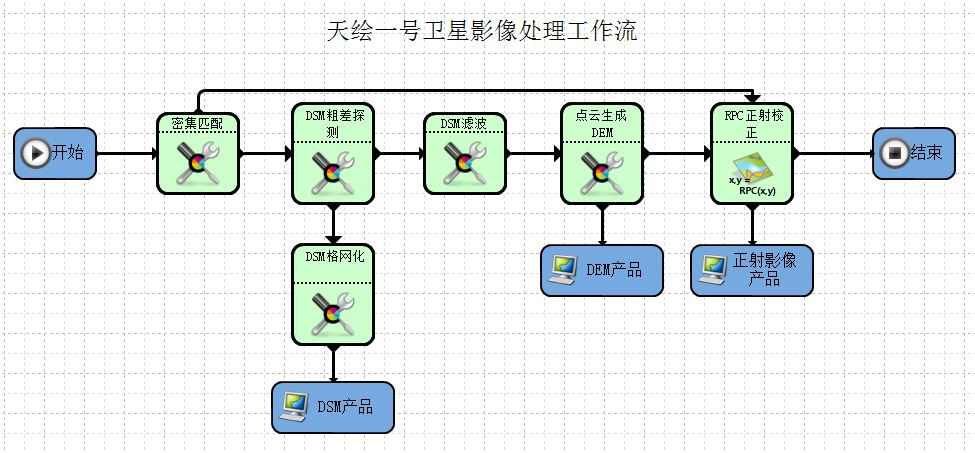 天绘一号卫星影像处理工作流
开始
密集匹配
DSM粗差探
测
DSM滤波
点云生成
DEM
RPC正射校
正
x,y =
RPC(x,y)
结束
DSM格网化
DEM产品
正射影像
产品
DSM产品